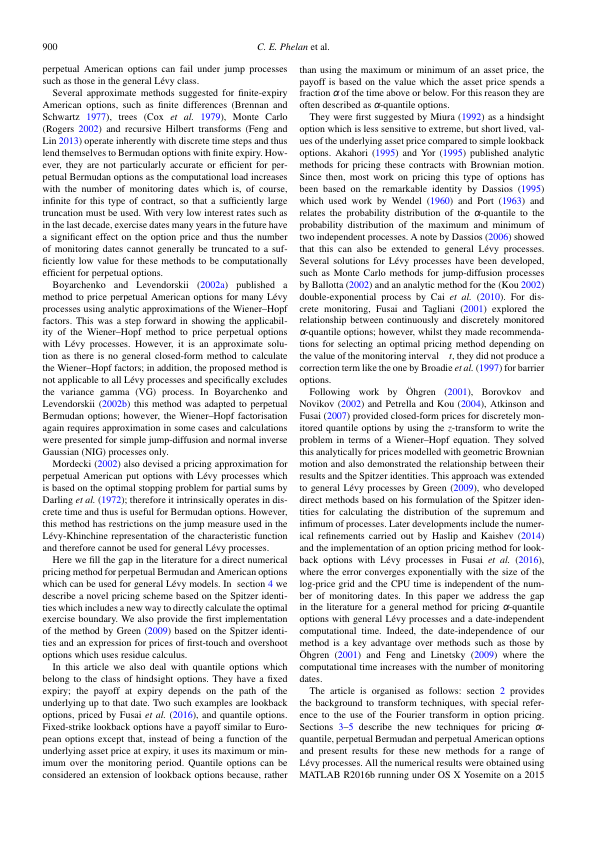 900
C. E. Phelan et al.
perpetual American options can fail under jump processes
such as those in the general Lévy class.
Several approximate methods suggested for finite-expiry
American options, such as finite differences (Brennan and
Schwartz 1977), trees (Cox et al. 1979), Monte Carlo
(Rogers 2002) and recursive Hilbert transforms (Feng and
Lin 2013) operate inherently with discrete time steps and thus
lend themselves to Bermudan options with finite expiry. How-
ever, they are not particularly accurate or efficient for per-
petual Bermudan options as the computational load increases
with the number of monitoring dates which is, of course,
infinite for this type of contract, so that a sufficiently large
truncation must be used. With very low interest rates such as
in the last decade, exercise dates many years in the future have
a significant effect on the option price and thus the number
of monitoring dates cannot generally be truncated to a suf-
ficiently low value for these methods to be computationally
efficient for perpetual options.
Boyarchenko and Levendorskii (2002a) published a
method to price perpetual American options for many Lévy
processes using analytic approximations of the Wiener–Hopf
factors. This was a step forward in showing the applicabil-
ity of the Wiener–Hopf method to price perpetual options
with Lévy processes. However, it is an approximate solu-
tion as there is no general closed-form method to calculate
the Wiener–Hopf factors; in addition, the proposed method is
not applicable to all Lévy processes and specifically excludes
the variance gamma (VG) process. In Boyarchenko and
Levendorskii (2002b) this method was adapted to perpetual
Bermudan options; however, the Wiener–Hopf factorisation
again requires approximation in some cases and calculations
were presented for simple jump-diffusion and normal inverse
Gaussian (NIG) processes only.
Mordecki (2002) also devised a pricing approximation for
perpetual American put options with Lévy processes which
is based on the optimal stopping problem for partial sums by
Darling et al. (1972); therefore it intrinsically operates in dis-
crete time and thus is useful for Bermudan options. However,
this method has restrictions on the jump measure used in the
Lévy-Khinchine representation of the characteristic function
and therefore cannot be used for general Lévy processes.
Here we fill the gap in the literature for a direct numerical
pricing method for perpetual Bermudan and American options
which can be used for general Lévy models. In section 4 we
describe a novel pricing scheme based on the Spitzer identi-
ties which includes a new way to directly calculate the optimal
exercise boundary. We also provide the first implementation
of the method by Green (2009) based on the Spitzer identi-
ties and an expression for prices of first-touch and overshoot
options which uses residue calculus.
In this article we also deal with quantile options which
belong to the class of hindsight options. They have a fixed
expiry; the payoff at expiry depends on the path of the
underlying up to that date. Two such examples are lookback
options, priced by Fusai et al. (2016), and quantile options.
Fixed-strike lookback options have a payoff similar to Euro-
pean options except that, instead of being a function of the
underlying asset price at expiry, it uses its maximum or min-
imum over the monitoring period. Quantile options can be
considered an extension of lookback options because, rather
than using the maximum or minimum of an asset price, the
payoff is based on the value which the asset price spends a
fraction α of the time above or below. For this reason they are
often described as α-quantile options.
They were first suggested by Miura (1992) as a hindsight
option which is less sensitive to extreme, but short lived, val-
ues of the underlying asset price compared to simple lookback
options. Akahori (1995) and Yor (1995) published analytic
methods for pricing these contracts with Brownian motion.
Since then, most work on pricing this type of options has
been based on the remarkable identity by Dassios (1995)
which used work by Wendel (1960) and Port (1963) and
relates the probability distribution of the α-quantile to the
probability distribution of the maximum and minimum of
two independent processes. A note by Dassios (2006) showed
that this can also be extended to general Lévy processes.
Several solutions for Lévy processes have been developed,
such as Monte Carlo methods for jump-diffusion processes
by Ballotta (2002) and an analytic method for the (Kou 2002)
double-exponential process by Cai et al. (2010). For dis-
crete monitoring, Fusai and Tagliani (2001) explored the
relationship between continuously and discretely monitored
α-quantile options; however, whilst they made recommenda-
tions for selecting an optimal pricing method depending on
the value of the monitoring interval t, they did not produce a
correction term like the one by Broadie et al. (1997) for barrier
options.
Following work by Öhgren (2001), Borovkov and
Novikov (2002) and Petrella and Kou (2004), Atkinson and
Fusai (2007) provided closed-form prices for discretely mon-
itored quantile options by using the z-transform to write the
problem in terms of a Wiener–Hopf equation. They solved
this analytically for prices modelled with geometric Brownian
motion and also demonstrated the relationship between their
results and the Spitzer identities. This approach was extended
to general Lévy processes by Green (2009), who developed
direct methods based on his formulation of the Spitzer iden-
tities for calculating the distribution of the supremum and
infimum of processes. Later developments include the numer-
ical refinements carried out by Haslip and Kaishev (2014)
and the implementation of an option pricing method for look-
back options with Lévy processes in Fusai et al. (2016),
where the error converges exponentially with the size of the
log-price grid and the CPU time is independent of the num-
ber of monitoring dates. In this paper we address the gap
in the literature for a general method for pricing α-quantile
options with general Lévy processes and a date-independent
computational time. Indeed, the date-independence of our
method is a key advantage over methods such as those by
Öhgren (2001) and Feng and Linetsky (2009) where the
computational time increases with the number of monitoring
dates.
The article is organised as follows: section 2 provides
the background to transform techniques, with special refer-
ence to the use of the Fourier transform in option pricing.
Sections 3–5 describe the new techniques for pricing α-
quantile, perpetual Bermudan and perpetual American options
and present results for these new methods for a range of
Lévy processes. All the numerical results were obtained using
MATLAB R2016b running under OS X Yosemite on a 2015